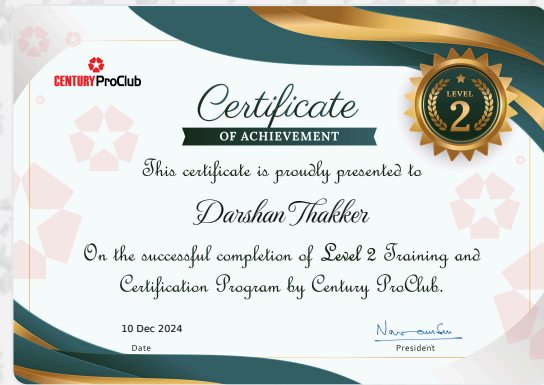 CENTURY ProClub
Certificate
OF ACHIEVEMENT
LEVEL
2
This certificate is proudly presented to
Darshan Thakker
On the successful completion of Level 2 Training and
Certification Program by Century ProClub.
10 Dec 2024
Date
President